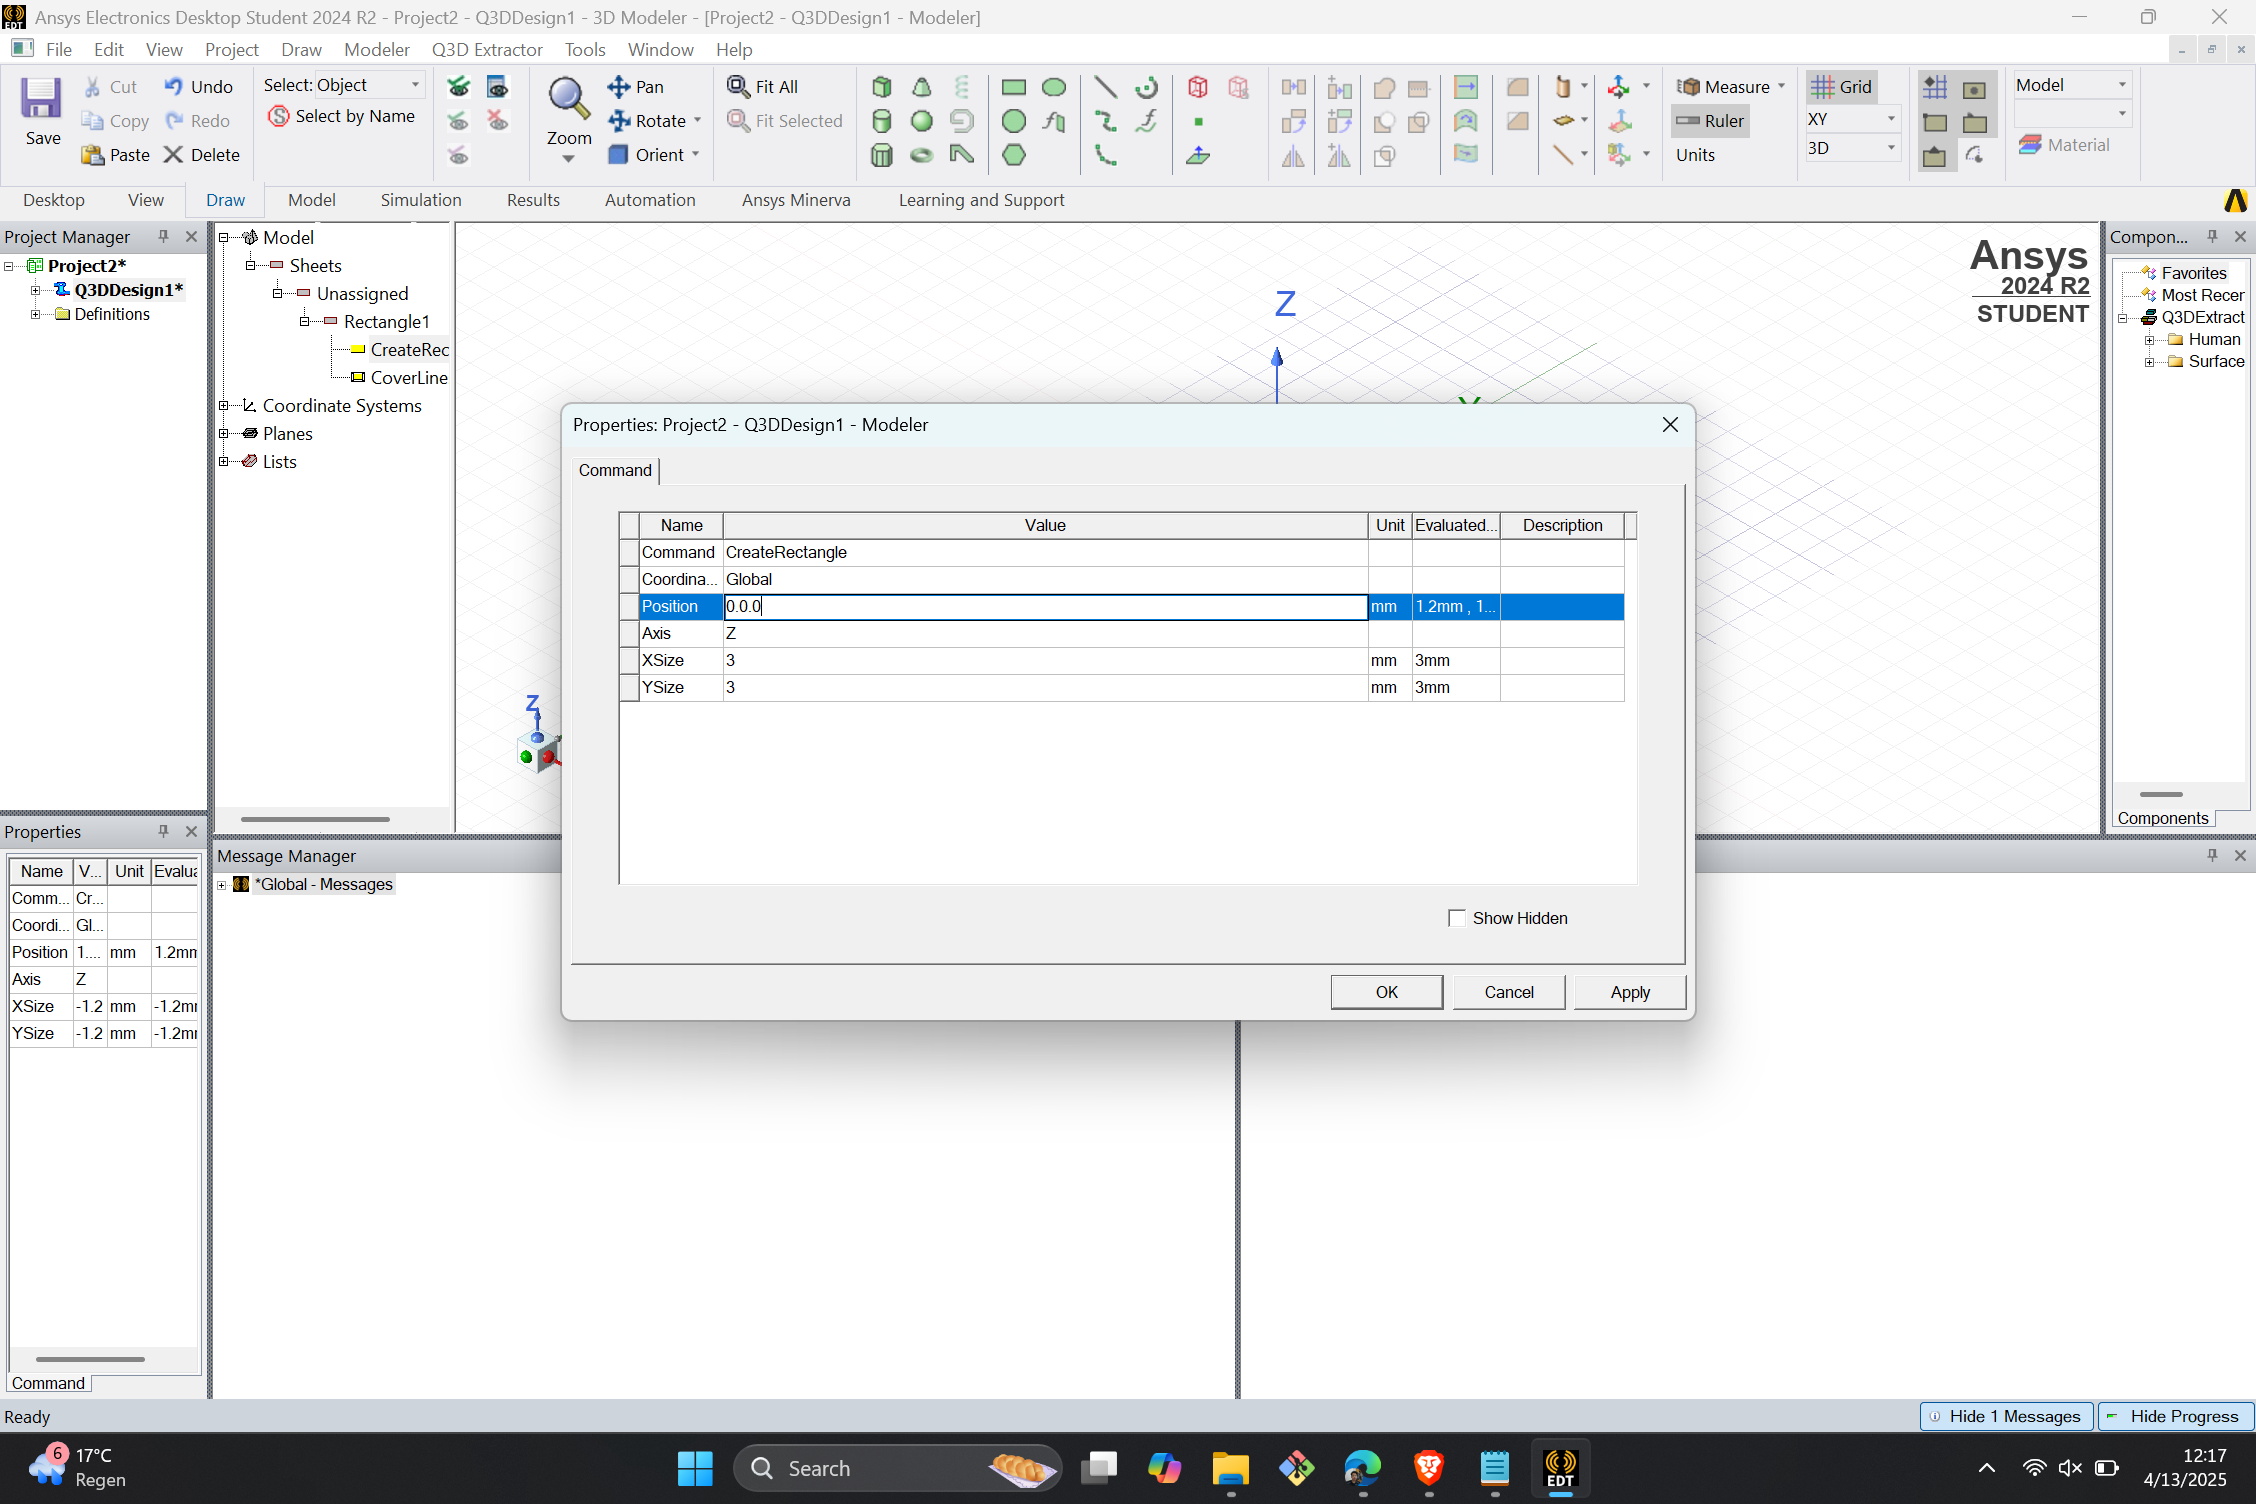 Ansys Electronics Desktop Student 2024 R2 - Project2 - Q3DDesign1 - 3D Modeler - [Project2 - Q3DDesign1 - Modeler]
File Edit View Project Draw Modeler Q3D Extractor Tools Window Help
Save
Cut
Copy
Paste
Undo
Redo
Delete
Select: Object
Select by Name
Zoom
Pan
Rotate
Orient
Fit All
Fit Selected
Measure
Ruler
Units
Grid
XY
3D
Model
Material
Desktop View Draw Model Simulation Results Automation Ansys Minerva Learning and Support
Project Manager
Project2*
Q3DDesign1*
Definitions
Model
Sheets
Unassigned
Rectangle1
CreateRec
CoverLine
Coordinate Systems
Planes
Lists
Z
Ansys
2024 R2
STUDENT
Compon...
Favorites
Most Recer
Q3DExtract
Human
Surface
Components
Properties: Project2 - Q3DDesign1 - Modeler
Command
Name Value Unit Evaluated... Description
Command CreateRectangle
Coordina... Global
Position 0.0.0 mm 1.2mm , 1...
Axis Z
XSize 3 mm 3mm
YSize 3 mm 3mm
Show Hidden
OK Cancel Apply
Z
Properties
Name V... Unit Evalua
Comm... Cr...
Coordi... Gl...
Position 1.... mm 1.2mm
Axis Z
XSize -1.2 mm -1.2mm
YSize -1.2 mm -1.2mm
Command
Message Manager
*Global - Messages
Ready
Hide 1 Messages
Hide Progress
6
17°C
Regen
Search
EDT
12:17
4/13/2025